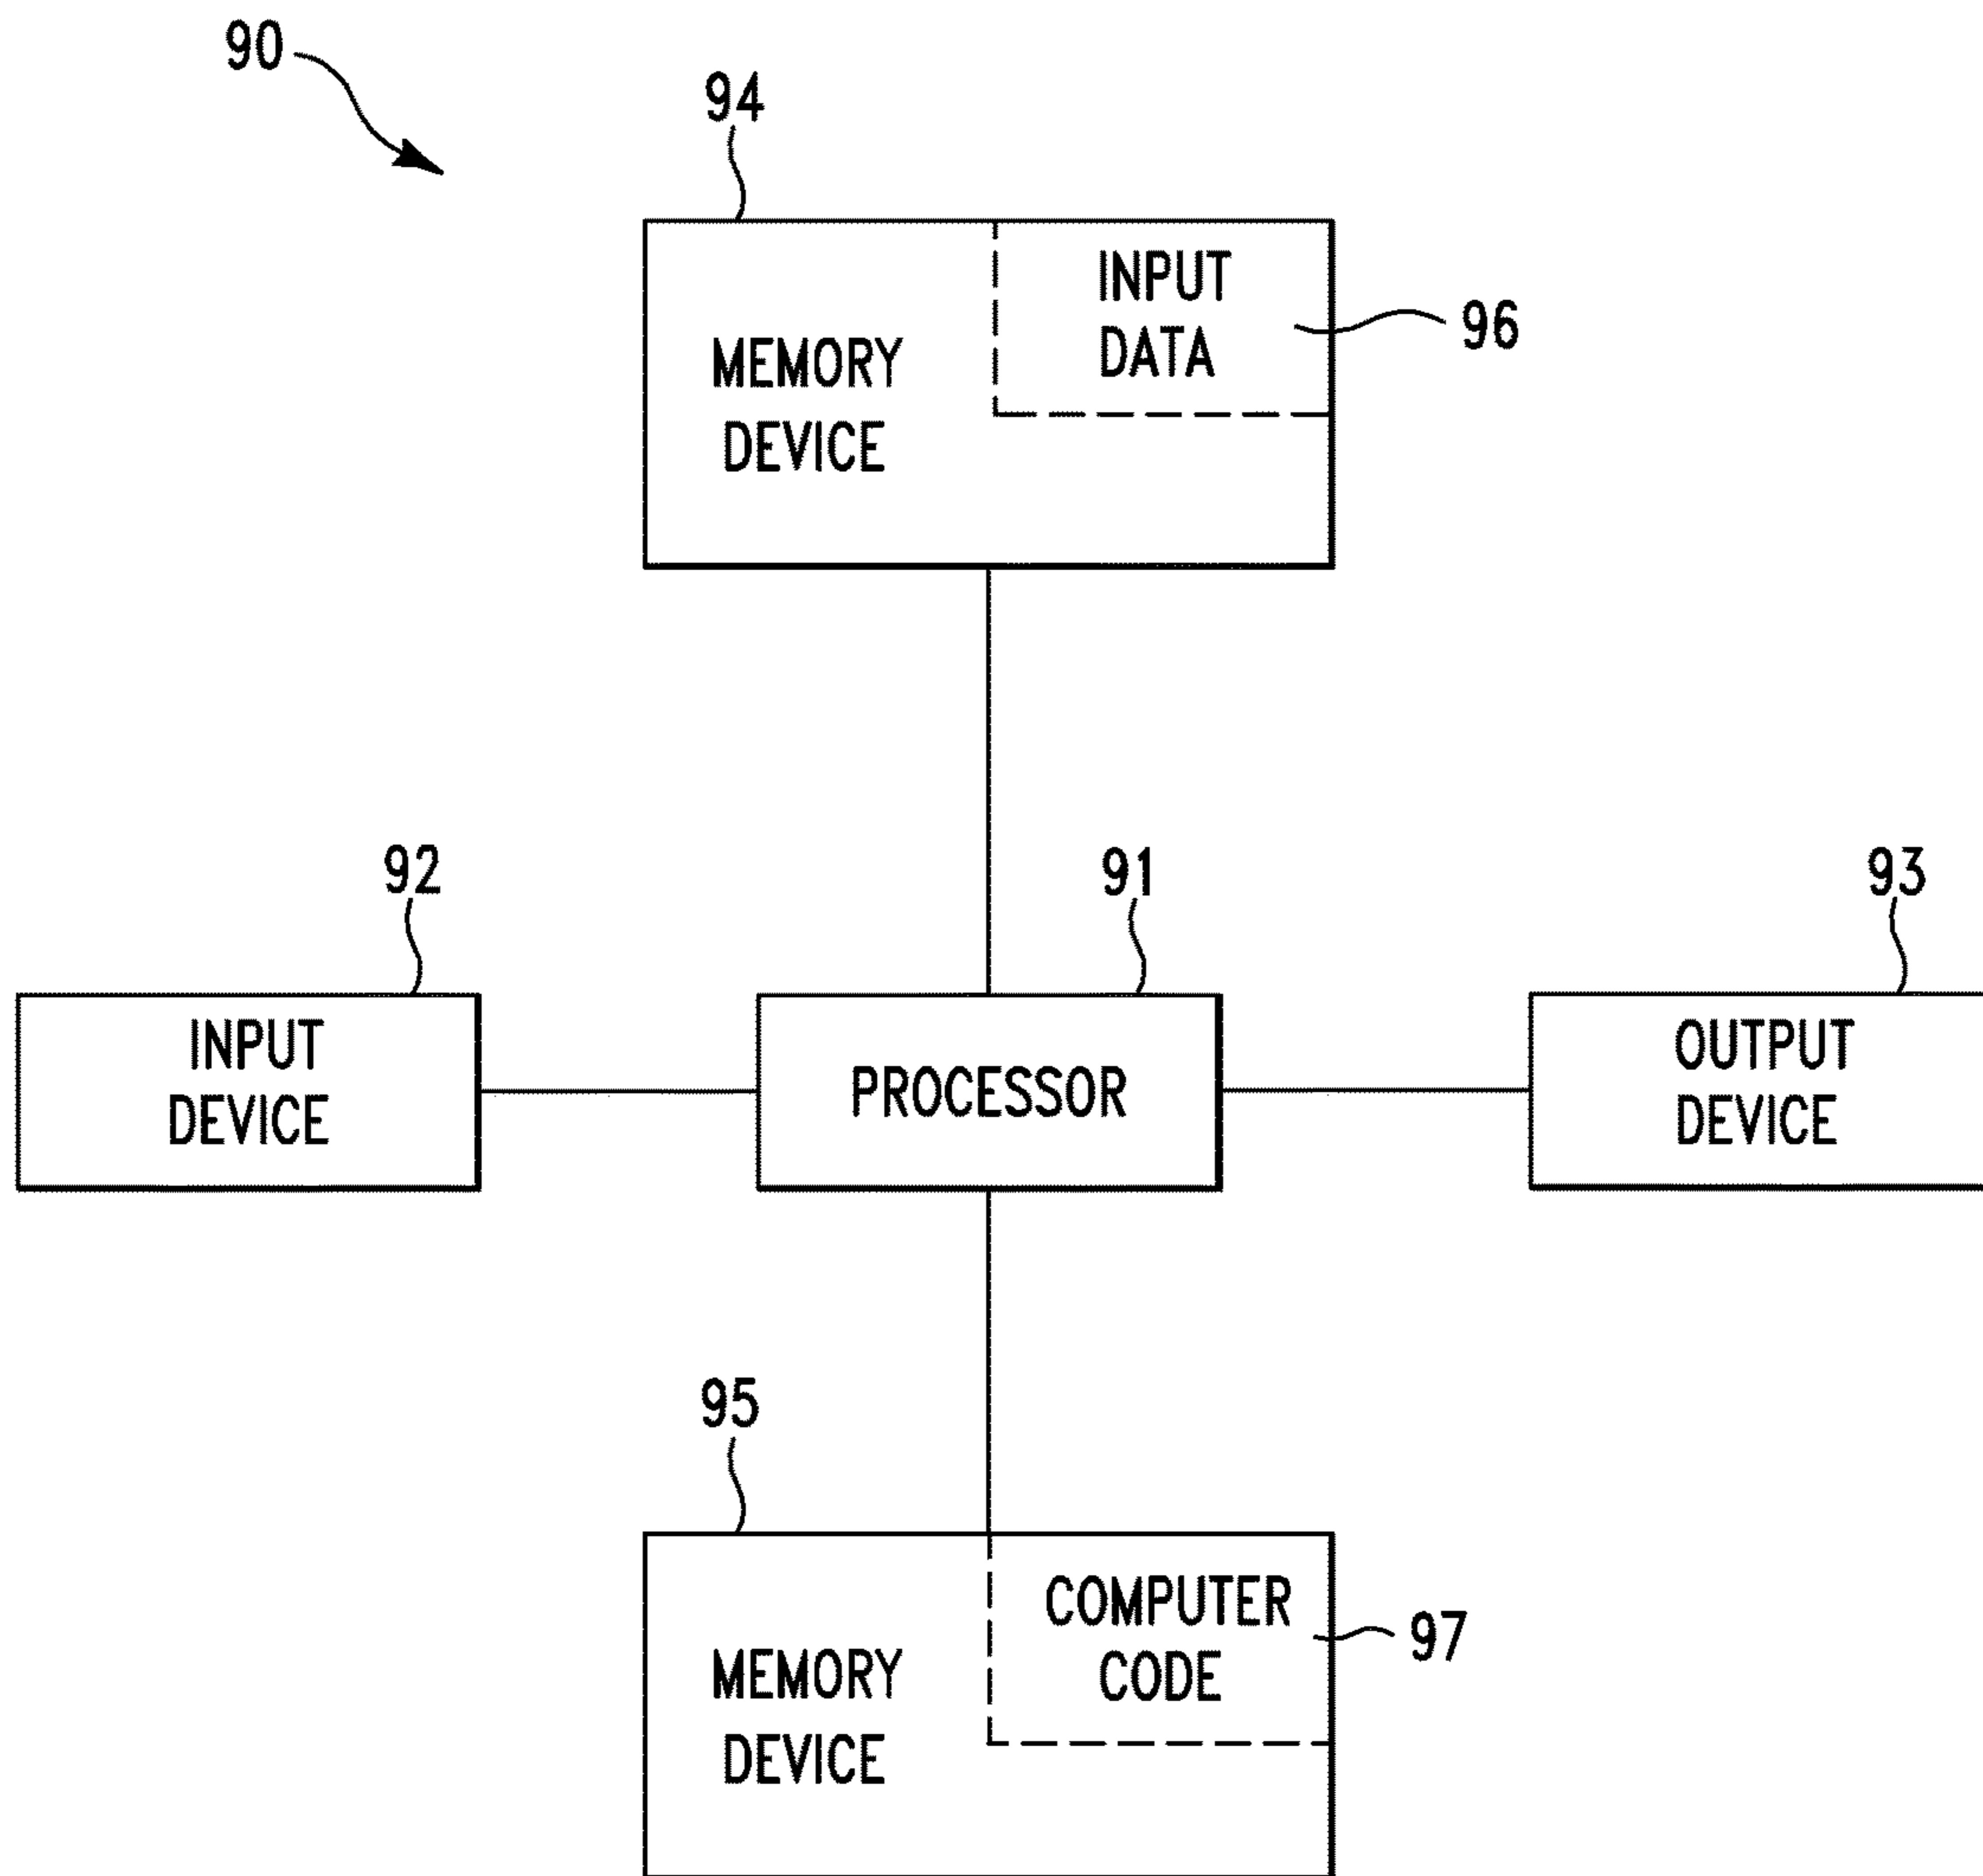 90
94
INPUT
DATA
96
MEMORY
DEVICE
92
91
93
INPUT
DEVICE
PROCESSOR
OUTPUT
DEVICE
95
COMPUTER
CODE
97
MEMORY
DEVICE